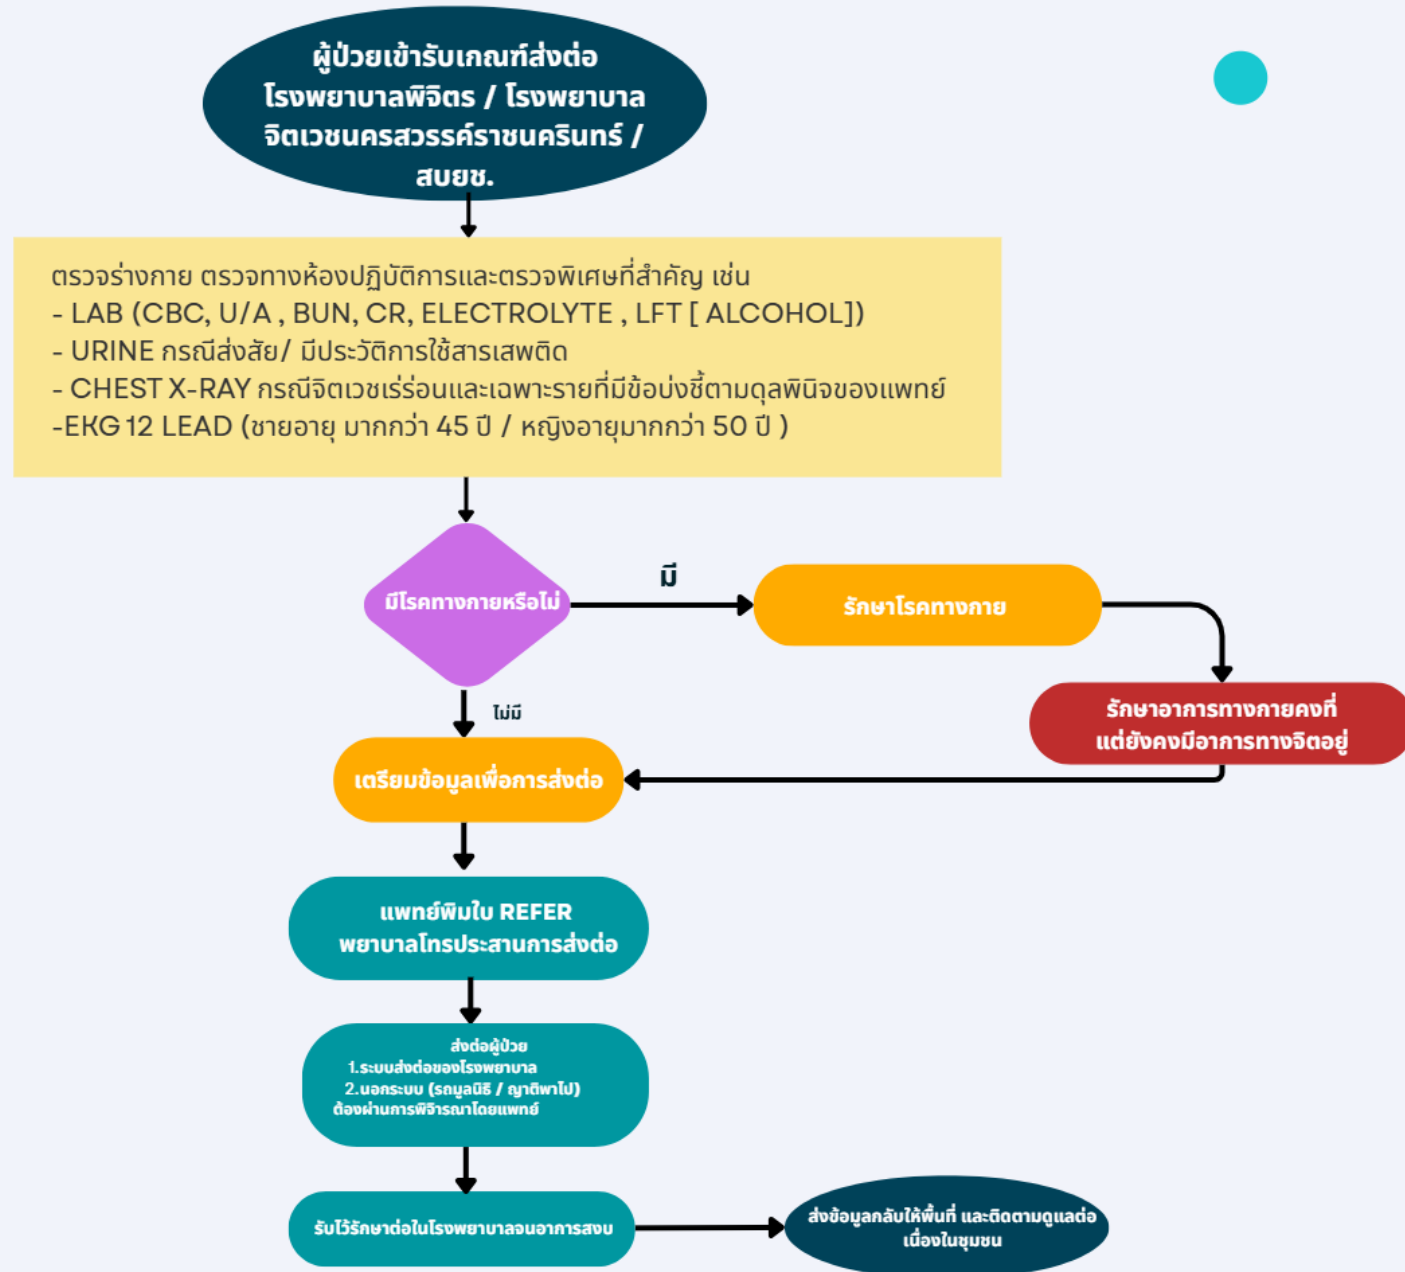 ผู้ป่วยเข้ารับเกณฑ์ส่งต่อ
โรงพยาบาลพิจิตร / โรงพยาบาล
จิตเวชนครสวรรค์ราชนครินทร์ /
สบยช.
ตรวจร่างกาย ตรวจทางห้องปฏิบัติการและตรวจพิเศษที่สำคัญ เช่น
- LAB (CBC, U/A , BUN, CR, ELECTROLYTE , LFT [ ALCOHOL])
- URINE กรณีส่งสัย/ มีประวัติการใช้สารเสพติด
- CHEST X-RAY กรณีจิตเวชเร่ร่อนและเฉพาะรายที่มีข้อบ่งชี้ตามดุลพินิจของแพทย์
-EKG 12 LEAD (ชายอายุ มากกว่า 45 ปี / หญิงอายุมากกว่า 50 ปี )
มีโรคทางกายหรือไม่
มี
รักษาโรคทางกาย
ไม่มี
รักษาอาการทางกายคงที่
แต่ยังคงมีอาการทางจิตอยู่
เตรียมข้อมูลเพื่อการส่งต่อ
แพทย์พิมใบ REFER
พยาบาลโทรประสานการส่งต่อ
ส่งต่อผู้ป่วย
1.ระบบส่งต่อของโรงพยาบาล
2.นอกระบบ (รถมูลนิธิ / ญาติพาไป)
ต้องผ่านการพิจารณาโดยแพทย์
รับไว้รักษาต่อในโรงพยาบาลจนอาการสงบ
ส่งข้อมูลกลับให้พื้นที่ และติดตามดูแลต่อ
เนื่องในชุมชน